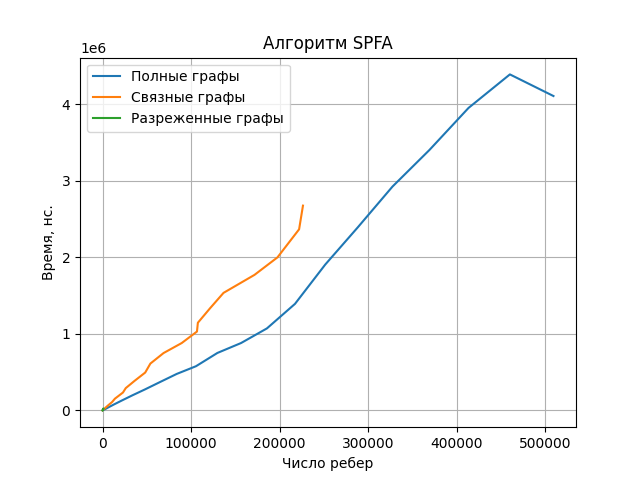 Алгоритм SPFA
1e6
Полные графы
Связные графы
Разреженные графы
4
3
2
1
0
Время, нс.
0 100000 200000 300000 400000 500000
Число ребер